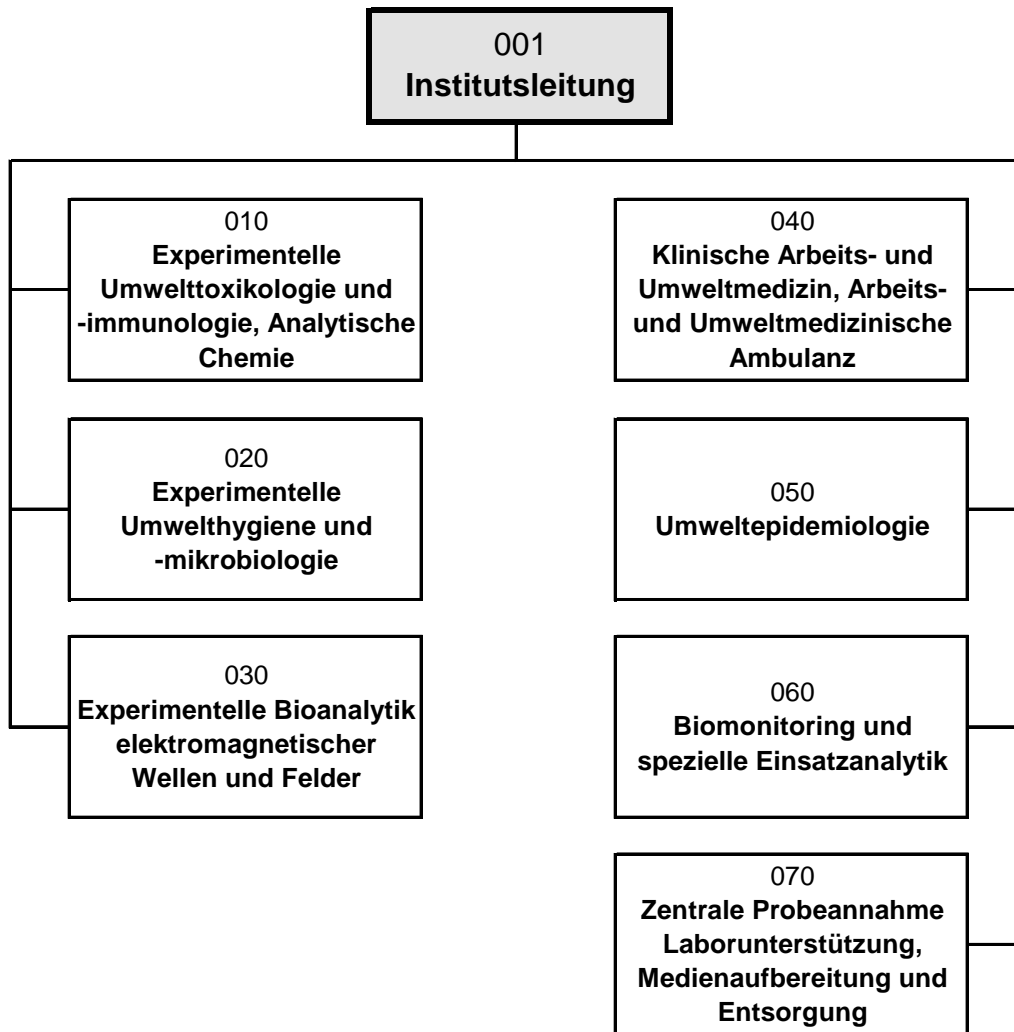 001
Institutsleitung
010
Experimentelle
Umwelttoxikologie und
-immunologie, Analytische
Chemie
020
Experimentelle
Umwelthygiene und
-mikrobiologie
030
Experimentelle Bioanalytik
elektromagnetischer
Wellen und Felder
040
Klinische Arbeits- und
Umweltmedizin, Arbeits-
und Umweltmedizinische
Ambulanz
050
Umweltepidemiologie
060
Biomonitoring und
spezielle Einsatzanalytik
070
Zentrale Probeannahme
Laborunterstützung,
Medienaufbereitung und
Entsorgung